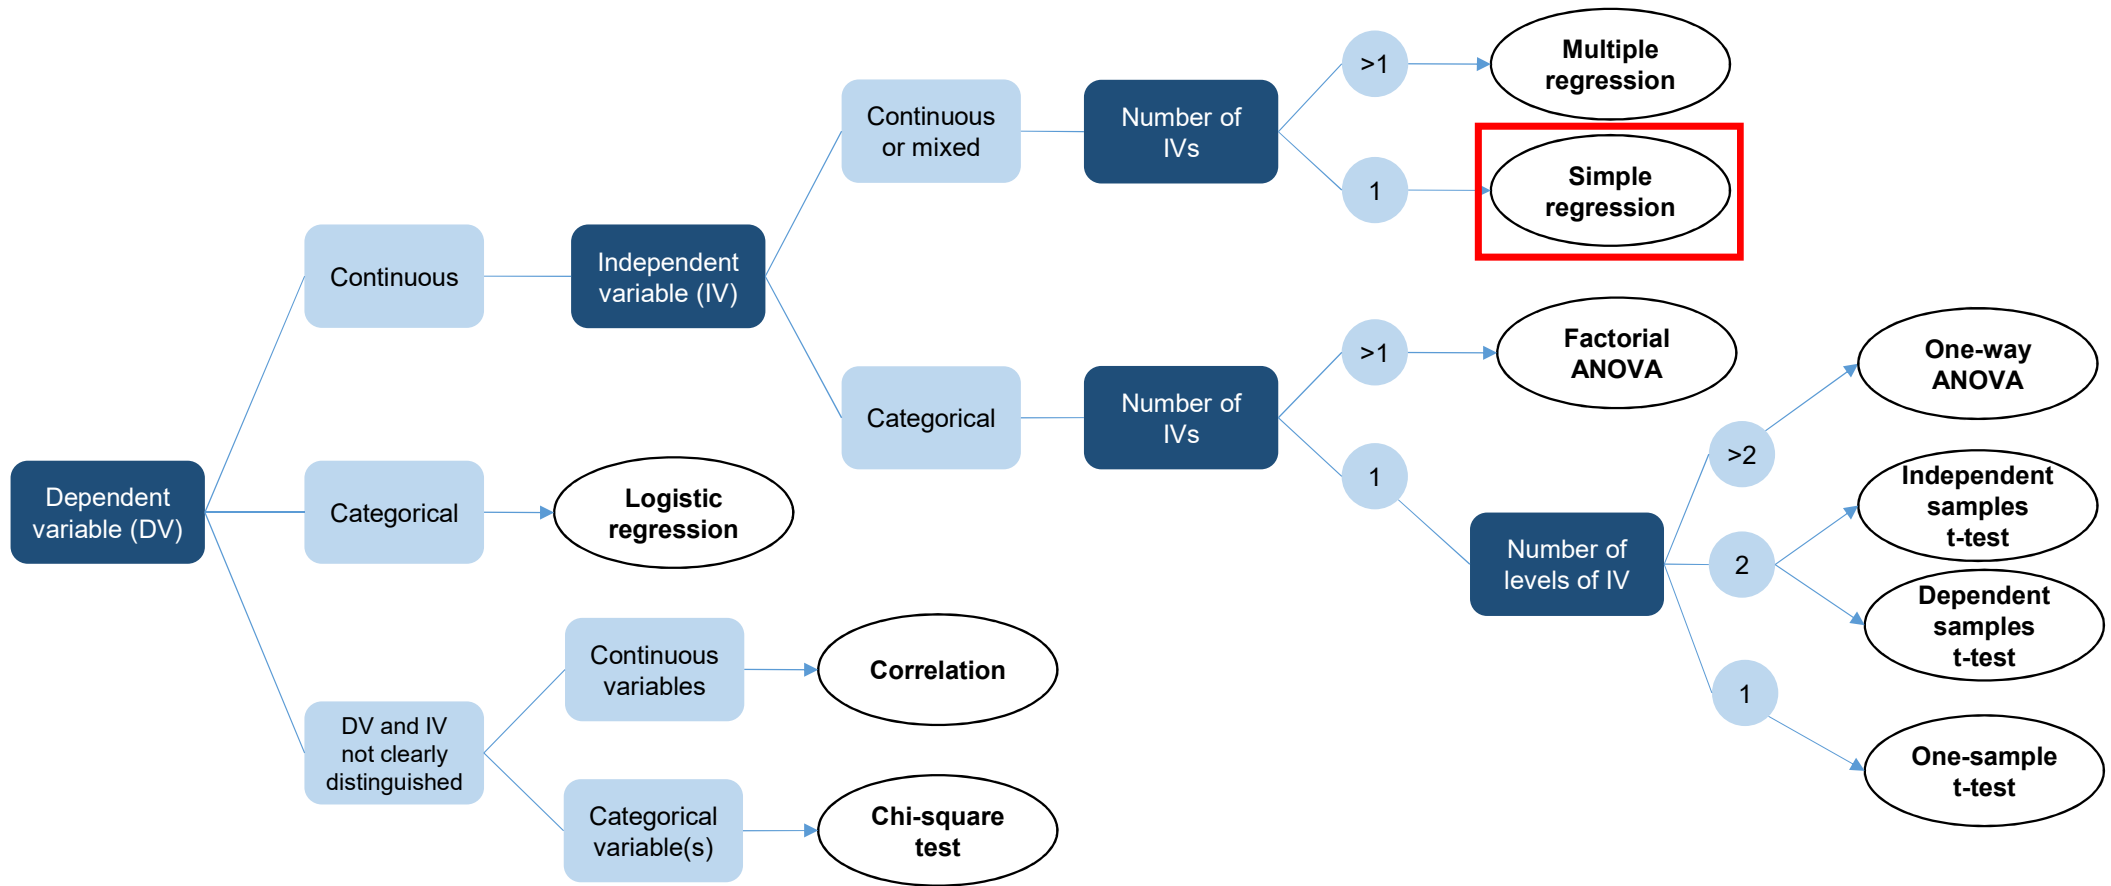 Dependent
variable (DV)
Continuous
Independent
variable (IV)
Continuous
or mixed
Number of
IVs
>1
Multiple
regression
1
Simple
regression
Categorical
Number of
IVs
>1
Factorial
ANOVA
1
Number of
levels of IV
>2
One-way
ANOVA
2
Independent
samples
t-test
Dependent
samples
t-test
1
One-sample
t-test
Categorical
Logistic
regression
DV and IV
not clearly
distinguished
Continuous
variables
Correlation
Categorical
variable(s)
Chi-square
test